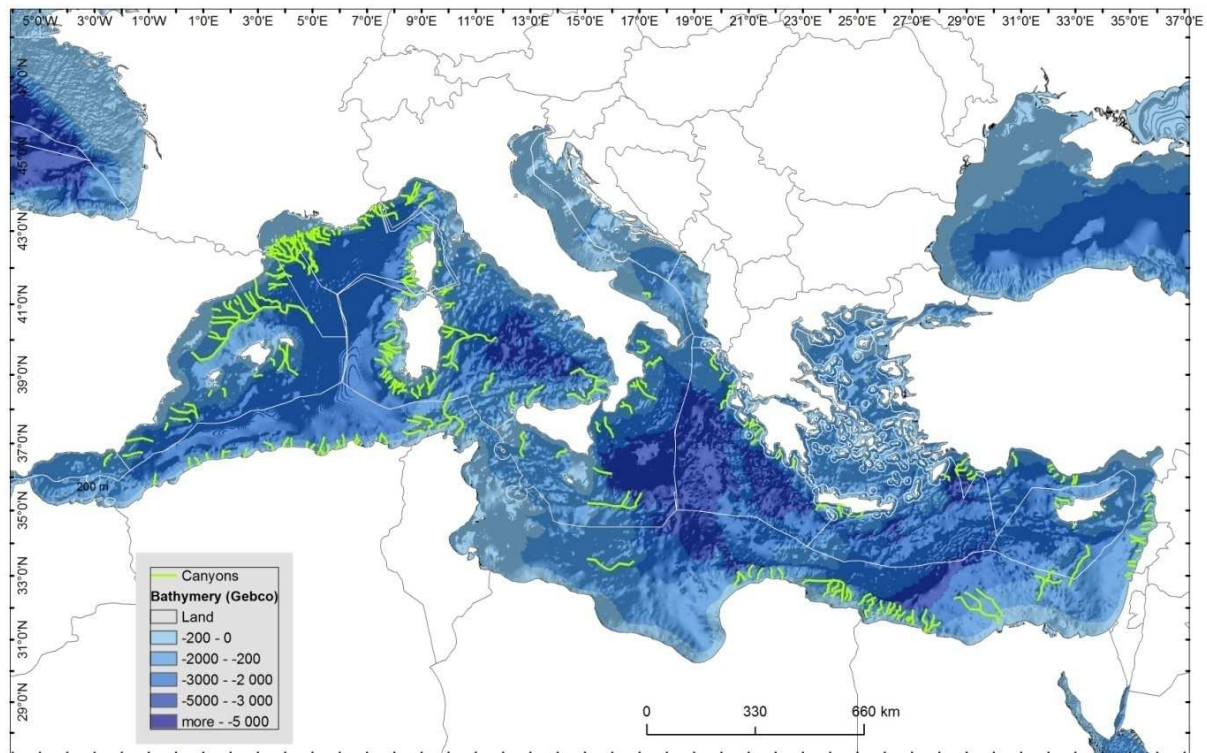 5°0'W 0°0'E 1°0'E 3°0'E 5°0'E 7°0'E 9°0'E 11°0'E 13°0'E 15°0'E 17°0'E 19°0'E 21°0'E 23°0'E 25°0'E 27°0'E 29°0'E 31°0'E 33°0'E 35°0'E 37°0'E
47°0'N
45°0'N
43°0'N
41°0'N
39°0'N
37°0'N
35°0'N
33°0'N
31°0'N
29°0'N
200 m
Canyons
Bathymery (Gebco)
Land
-200 - 0
-2000 - -200
-3000 - -2 000
-5000 - -3 000
more - -5 000
0 330 660 km